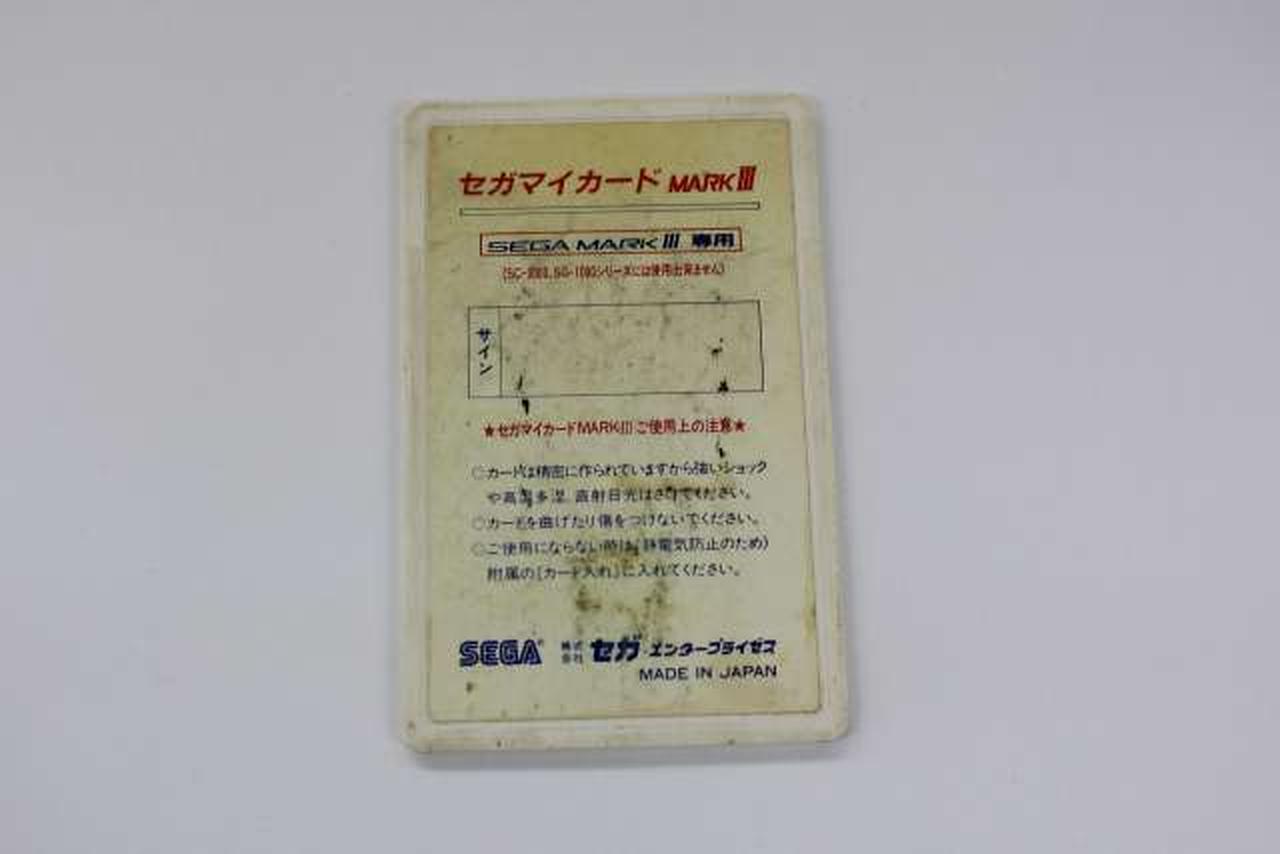 セガマイカード MARK III
SEGA MARK III 専用
(SC-3000、SG-1000シリーズには使用出来ません)
サイン
★セガマイカードMARKIIIご使用上の注意★
○カードは精密に作られていますから強いショック
や高温多湿、直射日光はさけてください。
○カードを曲げたり傷をつけないでください。
○ご使用にならない時は(静電気防止のため)
附属の[カード入れ]に入れてください。
SEGA® 株式会社 セガ・エンタープライゼス
MADE IN JAPAN